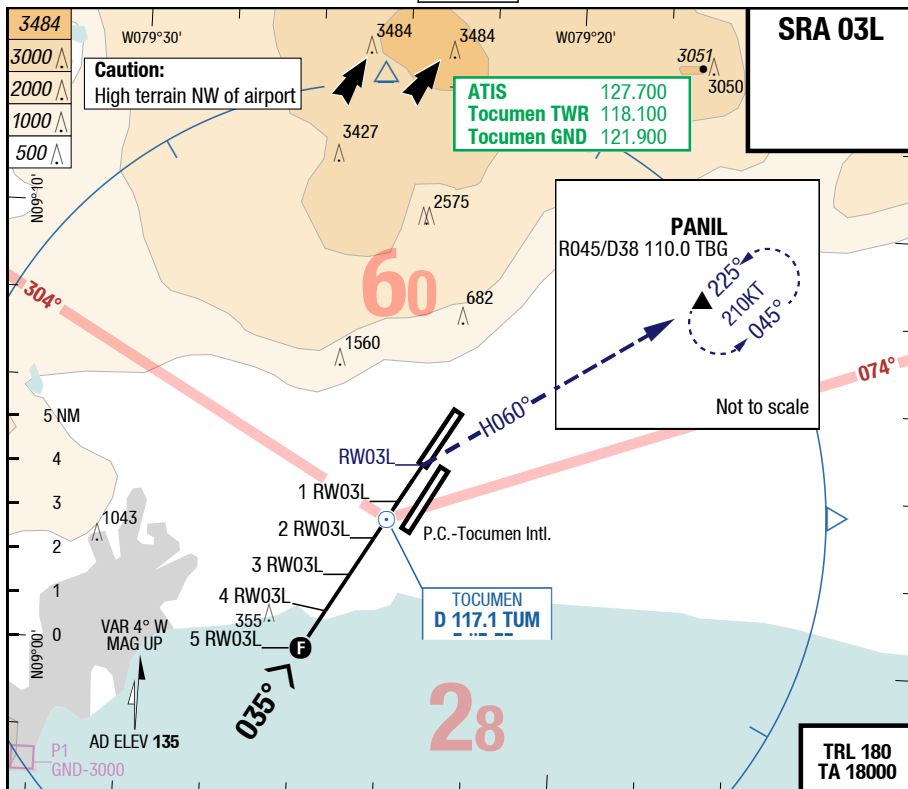 3484
3000
2000
1000
500
W079°30'
3484
3484
W079°20'
3051
3050
SRA 03L
Caution:
High terrain NW of airport
ATIS 127.700
Tocumen TWR 118.100
Tocumen GND 121.900
3427
N09°10'
2575
PANIL
R045/D38 110.0 TBG
225°
210KT
045°
Not to scale
304°
60
682
1560
074°
H060°
5 NM
4
3
2
1
0
RW03L
1 RW03L
2 RW03L
3 RW03L
4 RW03L
5 RW03L
P.C.-Tocumen Intl.
1043
355
F
TOCUMEN
D 117.1 TUM
VAR 4° W
MAG UP
N09°00'
035°
28
AD ELEV 135
P1
GND-3000
TRL 180
TA 18000